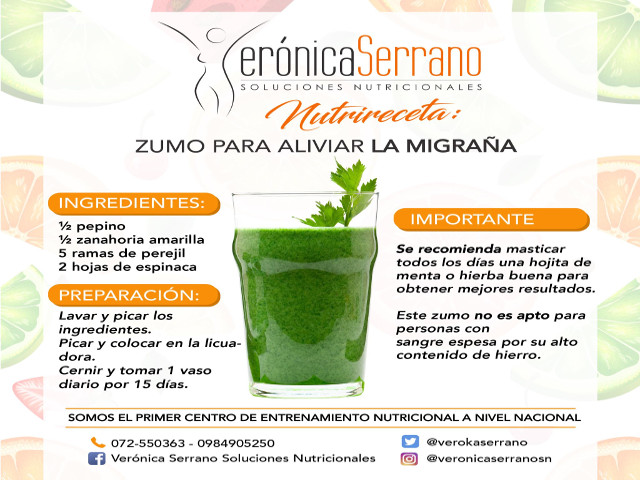 VerónicaSerrano
SOLUCIONES NUTRICIONALES
Nutrireceta:
ZUMO PARA ALIVIAR LA MIGRAÑA
INGREDIENTES:
½ pepino
½ zanahoria amarilla
5 ramas de perejil
2 hojas de espinaca
PREPARACIÓN:
Lavar y picar los
ingredientes.
Picar y colocar en la licua-
dora.
Cernir y tomar 1 vaso
diario por 15 días.
IMPORTANTE
Se recomienda masticar
todos los días una hojita de
menta o hierba buena para
obtener mejores resultados.
Este zumo no es apto para
personas con
sangre espesa por su alto
contenido de hierro.
SOMOS EL PRIMER CENTRO DE ENTRENAMIENTO NUTRICIONAL A NIVEL NACIONAL
072-550363 - 0984905250
@verokaserrano
Verónica Serrano Soluciones Nutricionales
@veronicaserranosn